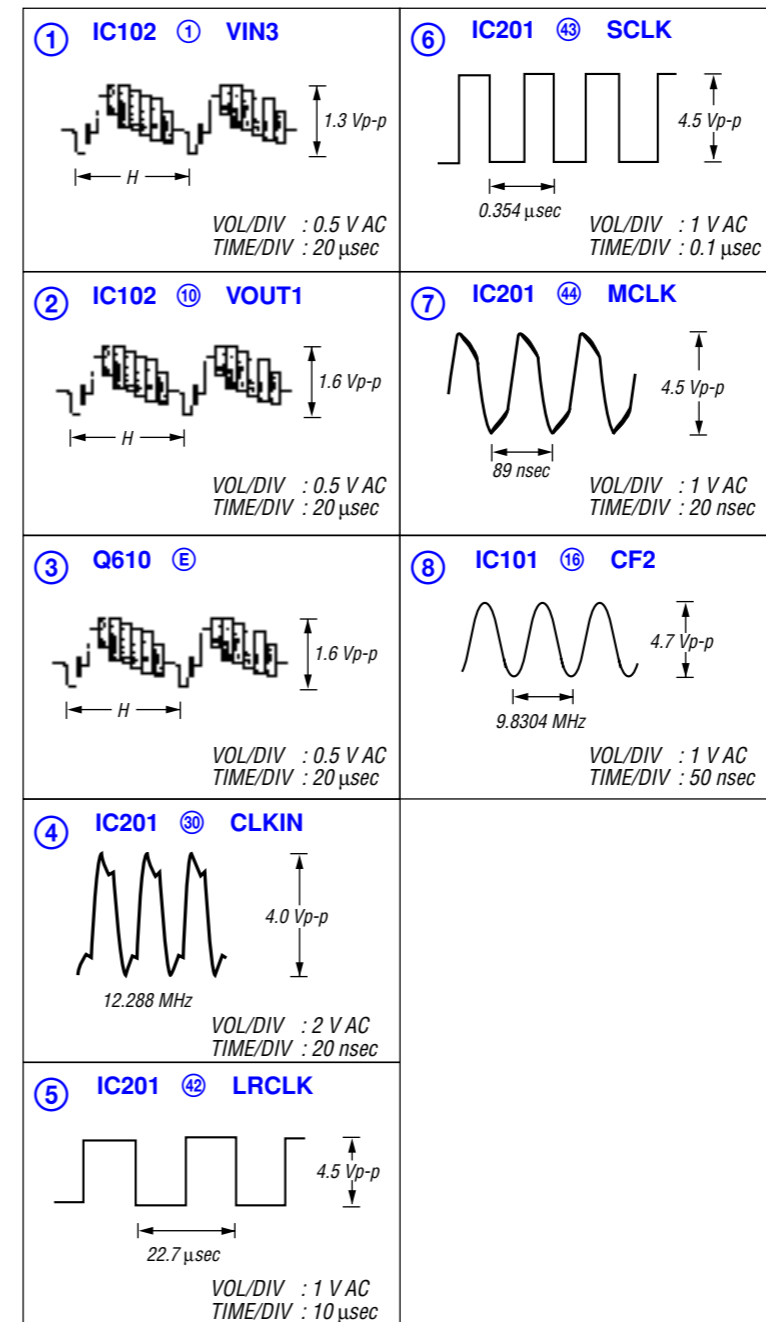 ① IC102 ① VIN3
1.3 Vp-p
H
VOL/DIV : 0.5 V AC
TIME/DIV : 20 µsec
② IC102 ⑩ VOUT1
1.6 Vp-p
H
VOL/DIV : 0.5 V AC
TIME/DIV : 20 µsec
③ Q610 Ⓔ
1.6 Vp-p
H
VOL/DIV : 0.5 V AC
TIME/DIV : 20 µsec
④ IC201 ㉚ CLKIN
4.0 Vp-p
12.288 MHz
VOL/DIV : 2 V AC
TIME/DIV : 20 nsec
⑤ IC201 ㊷ LRCLK
4.5 Vp-p
22.7 µsec
VOL/DIV : 1 V AC
TIME/DIV : 10 µsec
⑥ IC201 ㊸ SCLK
4.5 Vp-p
0.354 µsec
VOL/DIV : 1 V AC
TIME/DIV : 0.1 µsec
⑦ IC201 ㊹ MCLK
4.5 Vp-p
89 nsec
VOL/DIV : 1 V AC
TIME/DIV : 20 nsec
⑧ IC101 ⑯ CF2
4.7 Vp-p
9.8304 MHz
VOL/DIV : 1 V AC
TIME/DIV : 50 nsec